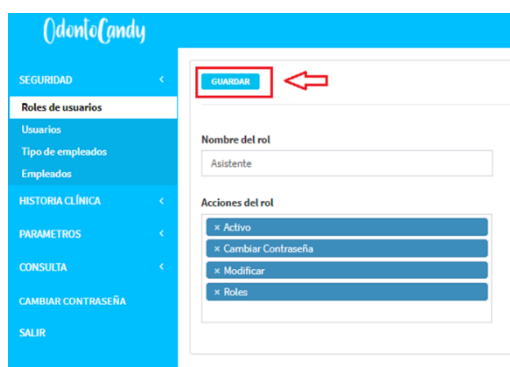 OdontoCandy
SEGURIDAD
Roles de usuarios
Usuarios
Tipo de empleados
Empleados
HISTORIA CLÍNICA
PARAMETROS
CONSULTA
CAMBIAR CONTRASEÑA
SALIR
GUARDAR
Nombre del rol
Asistente
Acciones del rol
× Activo
× Cambiar Contraseña
× Modificar
× Roles